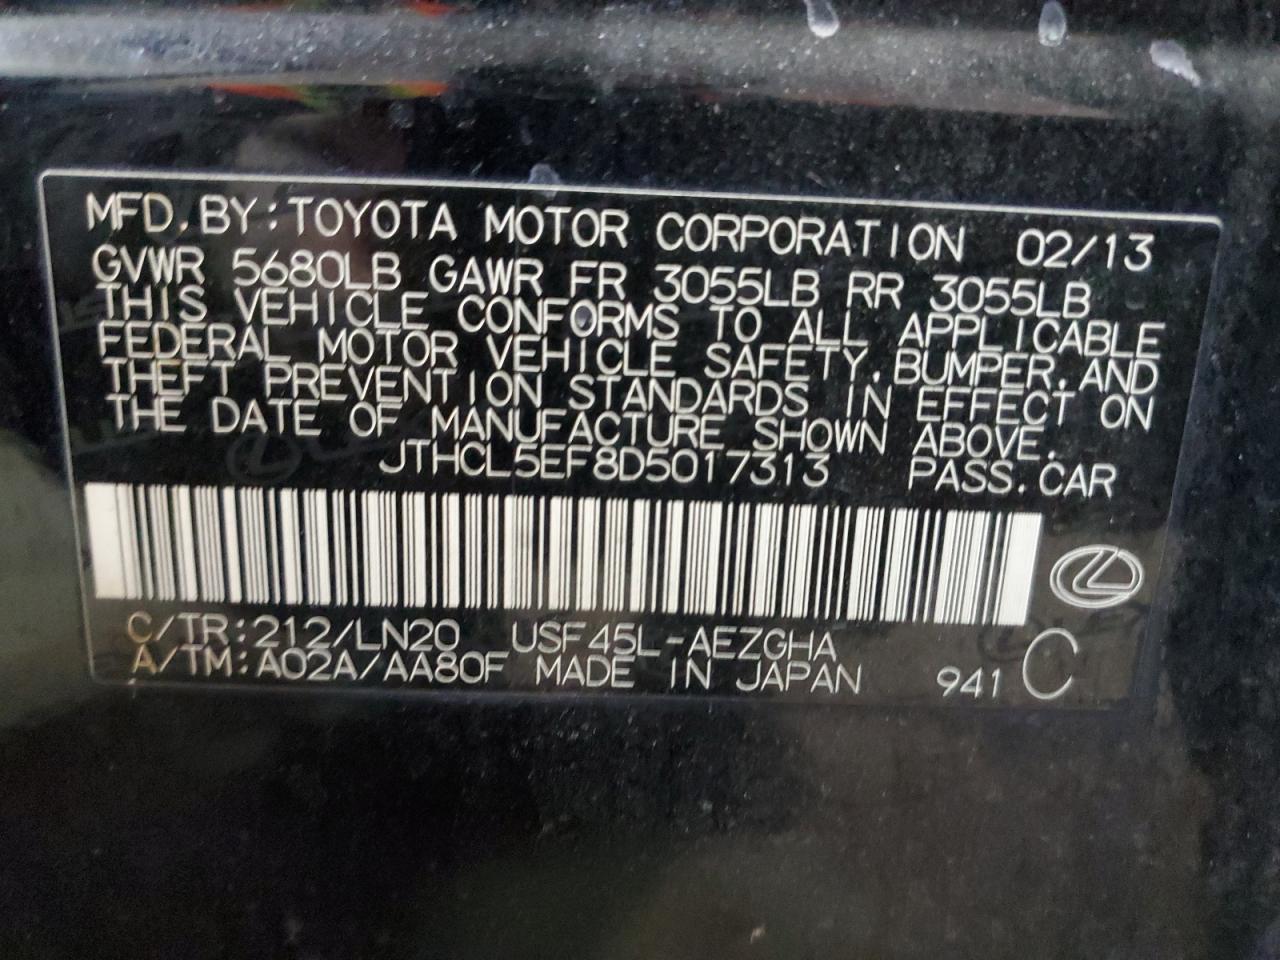 MFD. BY: TOYOTA MOTOR CORPORATION 02/13
GVWR 5680LB GAWR FR 3055LB RR 3055LB
THIS VEHICLE CONFORMS TO ALL APPLICABLE
FEDERAL MOTOR VEHICLE SAFETY, BUMPER, AND
THEFT PREVENTION STANDARDS IN EFFECT ON
THE DATE OF MANUFACTURE SHOWN ABOVE.
JTHCL5EF8D5017313 PASS. CAR
C/TR: 212/LN20 USF45L-AEZGHA
A/TM: A02A/AA80F MADE IN JAPAN 941 C